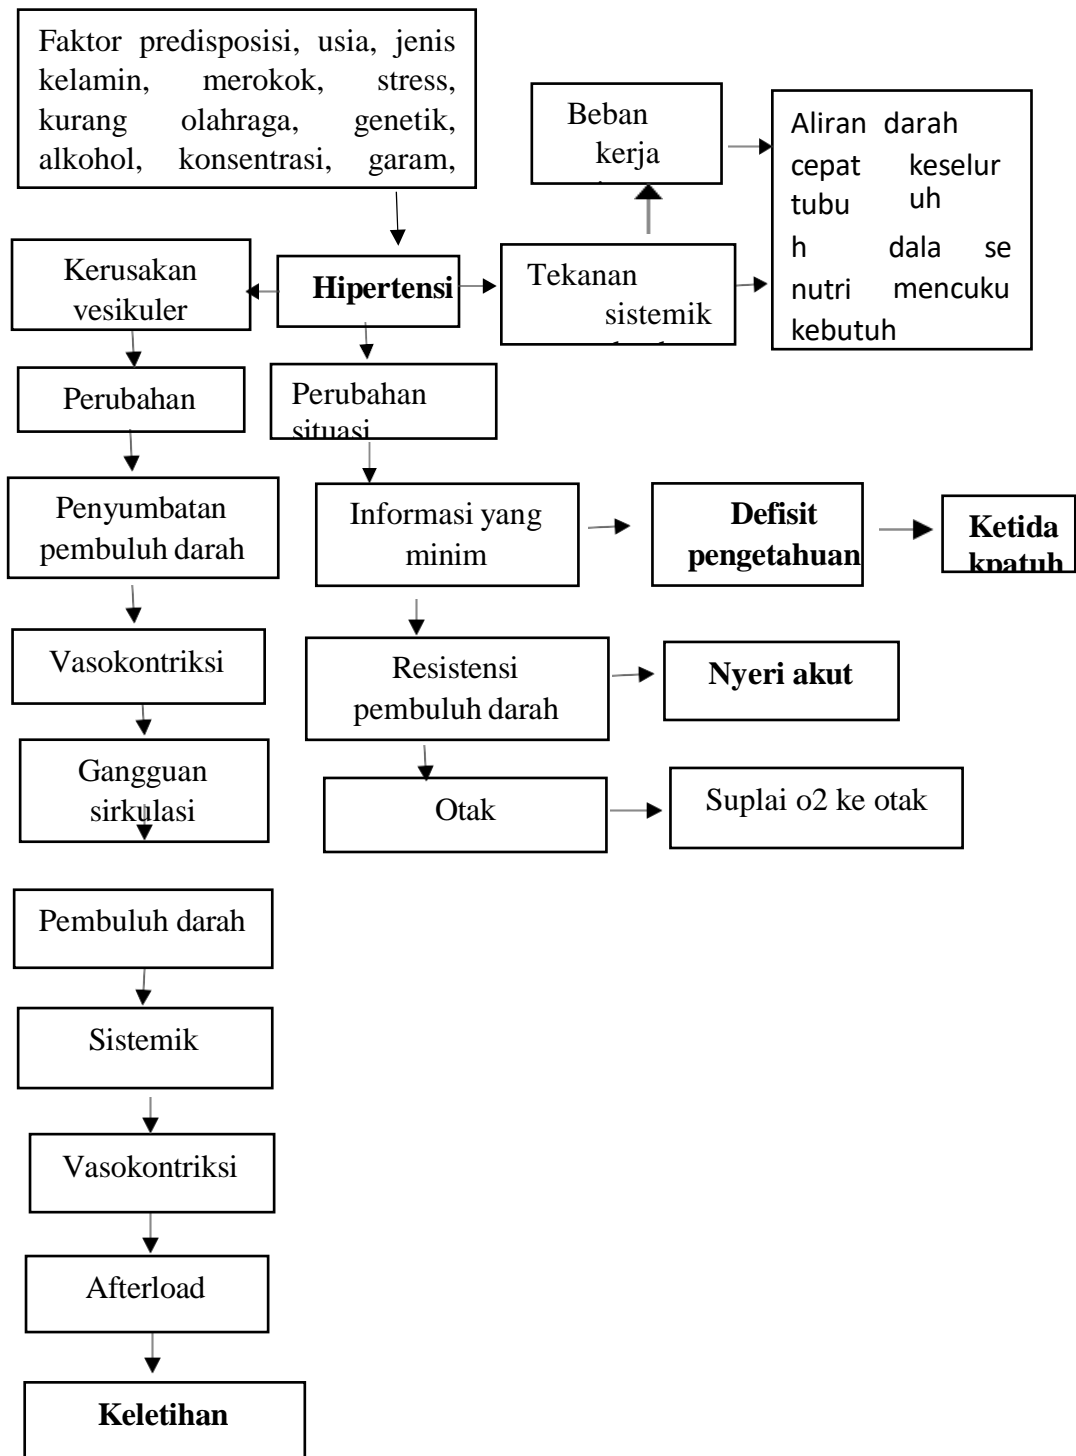 Faktor predisposisi, usia, jenis
kelamin, merokok, stress,
kurang olahraga, genetik,
alkohol, konsentrasi, garam,
Beban
kerja
Aliran darah
cepat keselur
tubu uh
h dala se
nutri mencuku
kebutuh
Kerusakan
vesikuler
Hipertensi
Tekanan
sistemik
Perubahan
Perubahan
situasi
Penyumbatan
pembuluh darah
Informasi yang
minim
Defisit
pengetahuan
Ketida
kpatuh
Vasokontriksi
Resistensi
pembuluh darah
Nyeri akut
Gangguan
sirkulasi
Otak
Suplai o2 ke otak
Pembuluh darah
Sistemik
Vasokontriksi
Afterload
Keletihan